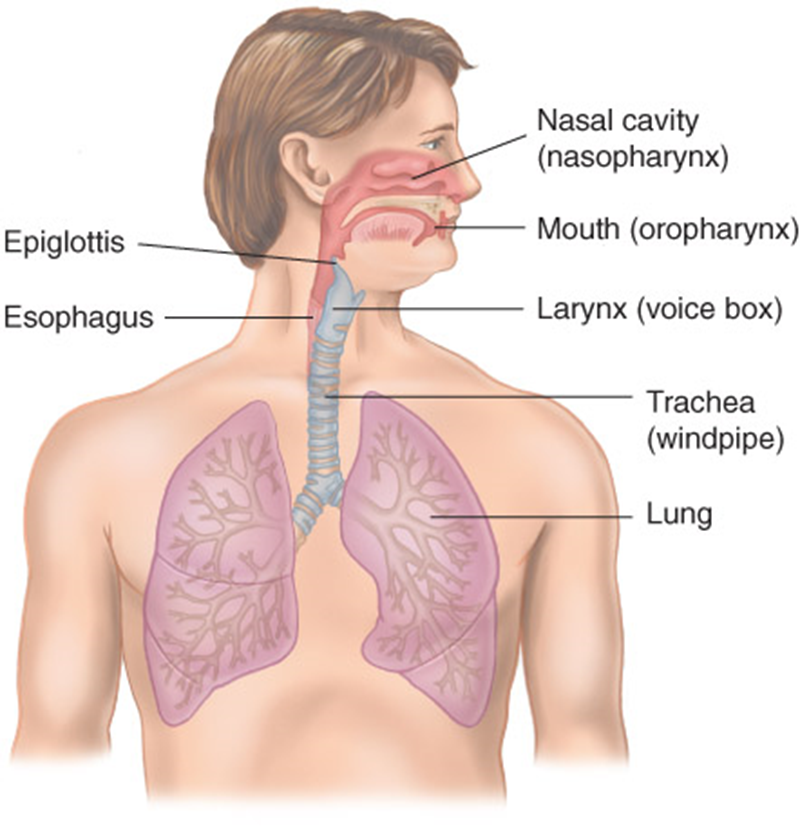 Nasal cavity
(nasopharynx)
Mouth (oropharynx)
Epiglottis
Larynx (voice box)
Esophagus
Trachea
(windpipe)
Lung